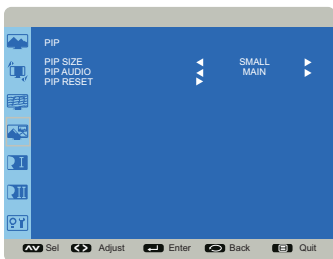 PIP
PIP SIZE SMALL
PIP AUDIO MAIN
PIP RESET
Sel Adjust Enter Back Quit